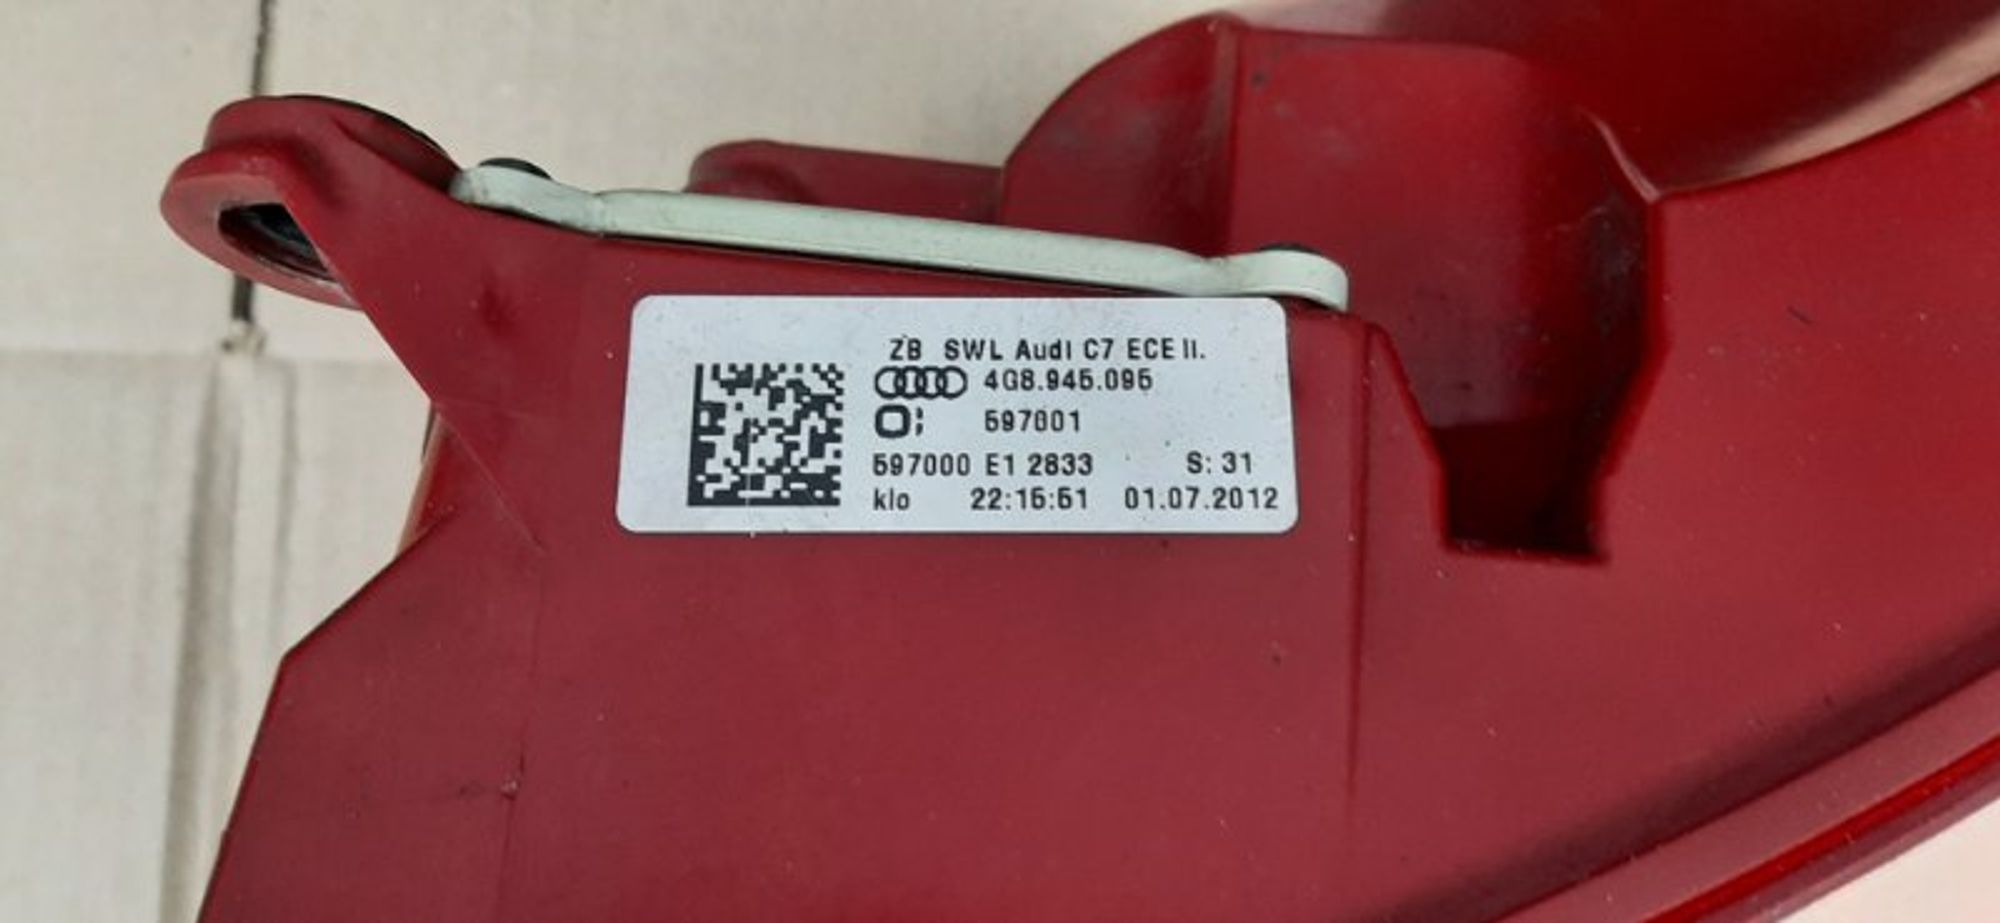 ZB SWL Audi C7 ECE II.
4G8.945.095
O; 597001
597000 E1 2833 S: 31
klo 22:15:51 01.07.2012